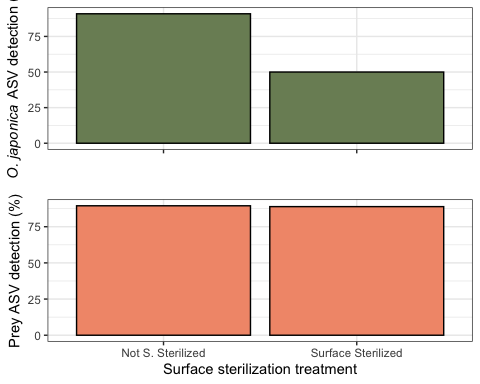 O. japonica ASV detection (
75
50
25
0
Prey ASV detection (%)
75
50
25
0
Not S. Sterilized
Surface Sterilized
Surface sterilization treatment